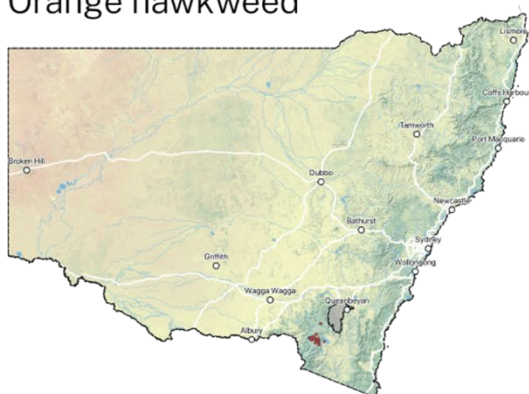 Orange hawkweed
Lismore
Coffs Harbou
Tamworth
Port Macquarie
Broken Hill
Dubbo
Newcastle
Bathurst
Sydney
Griffith
Wollongong
Wagga Wagga
Queanbeyan
Albury